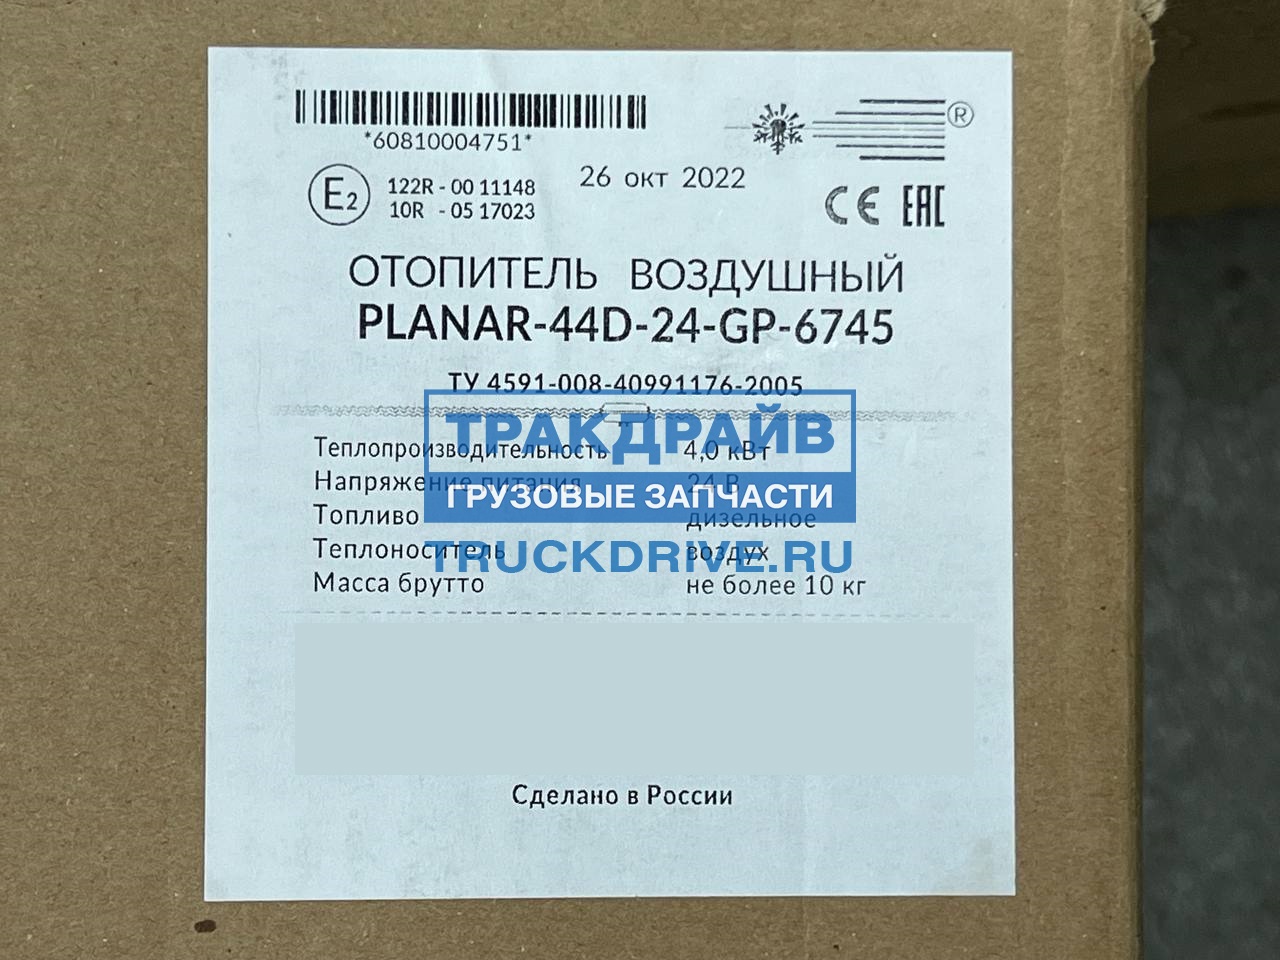 *60810004751*
®
E2
122R - 00 11148
10R - 05 17023
26 окт 2022
CE EAC
ОТОПИТЕЛЬ ВОЗДУШНЫЙ
PLANAR-44D-24-GP-6745
ТУ 4591-008-40991176-2005
ТРАКДРАЙВ
ГРУЗОВЫЕ ЗАПЧАСТИ
TRUCKDRIVE.RU
Теплопроизводительность 4,0 кВт
Напряжение питания 24 В
Топливо дизельное
Теплоноситель воздух
Масса брутто не более 10 кг
Сделано в России